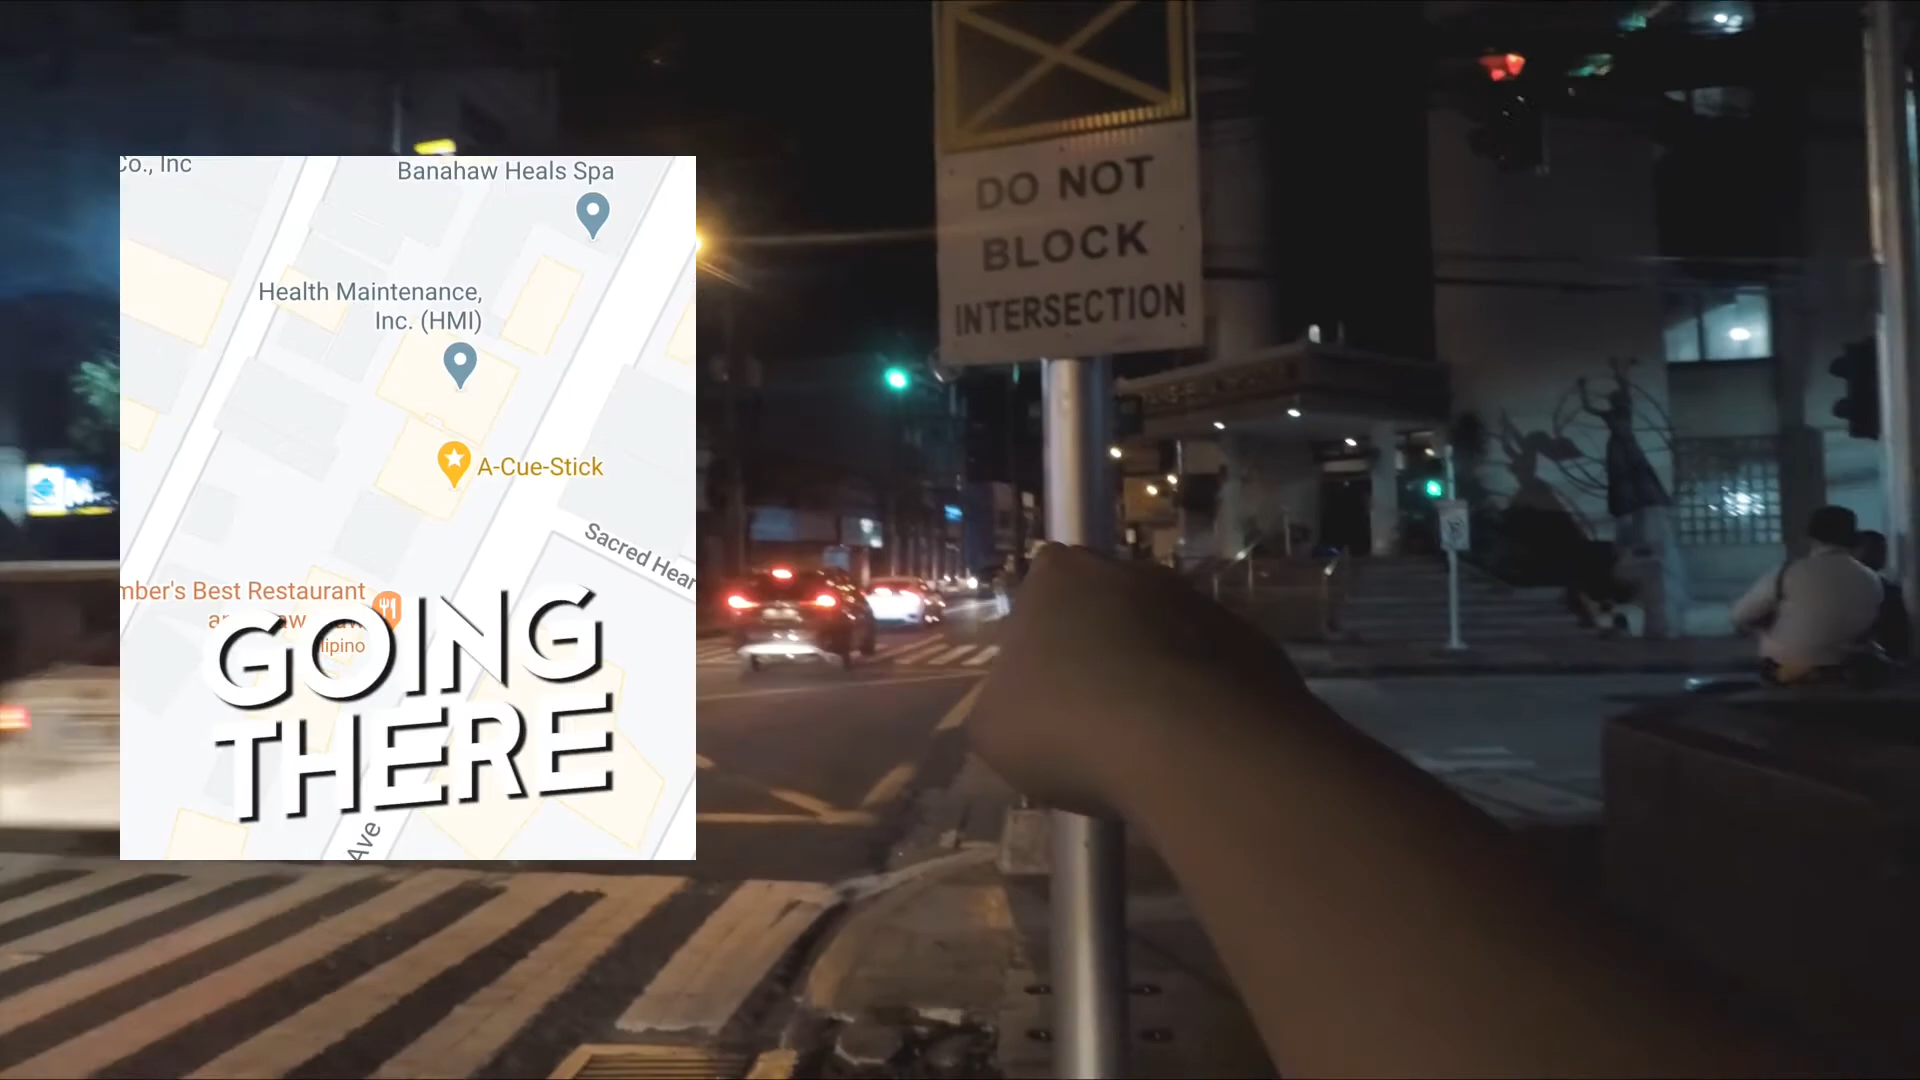 Co., Inc
Banahaw Heals Spa
Health Maintenance,
Inc. (HMI)
A-Cue-Stick
Sacred Hear
mber's Best Restaurant
lipino
GOING
THERE
Ave
DO NOT
BLOCK
INTERSECTION